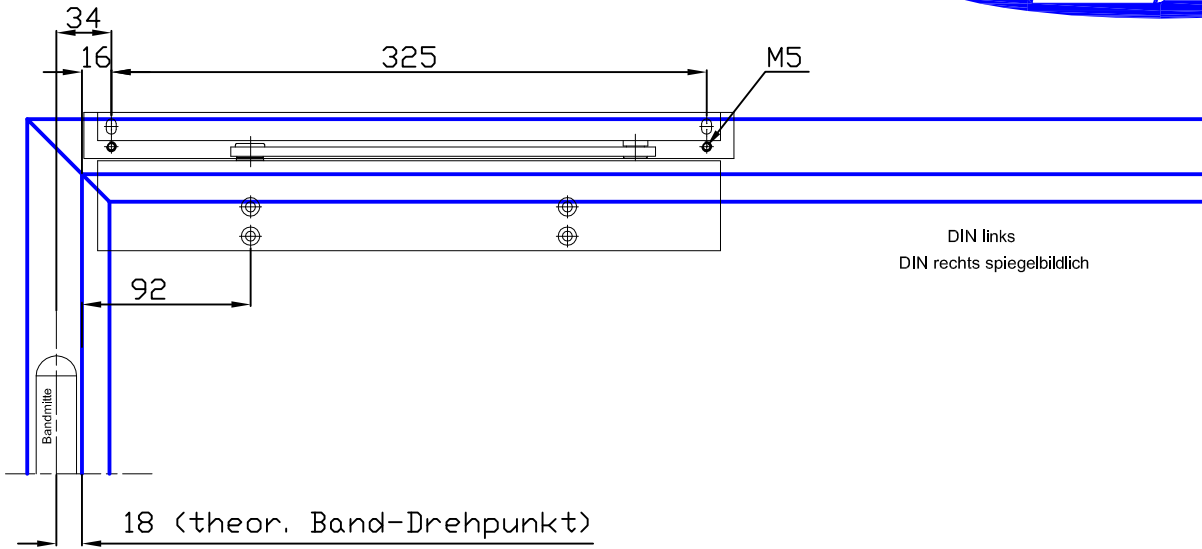 34
16
325
M5
DIN links
DIN rechts spiegelbildlich
92
Bandmitte
18 (theor. Band-Drehpunkt)